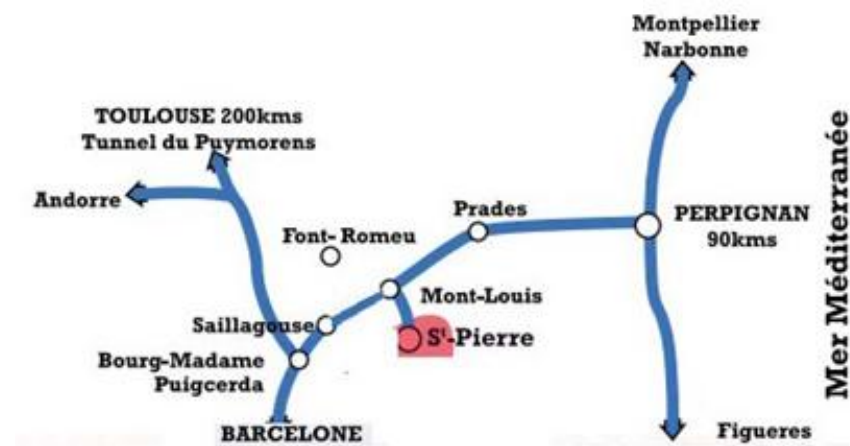 Montpellier
Narbonne
TOULOUSE 200kms
Tunnel du Puymorens
Andorre
Prades
PERPIGNAN
90kms
Font-Romeu
Mont-Louis
Saillagouse
St-Pierre
Bourg-Madame
Puigcerda
BARCELONE
Figueres
Mer Méditerranée